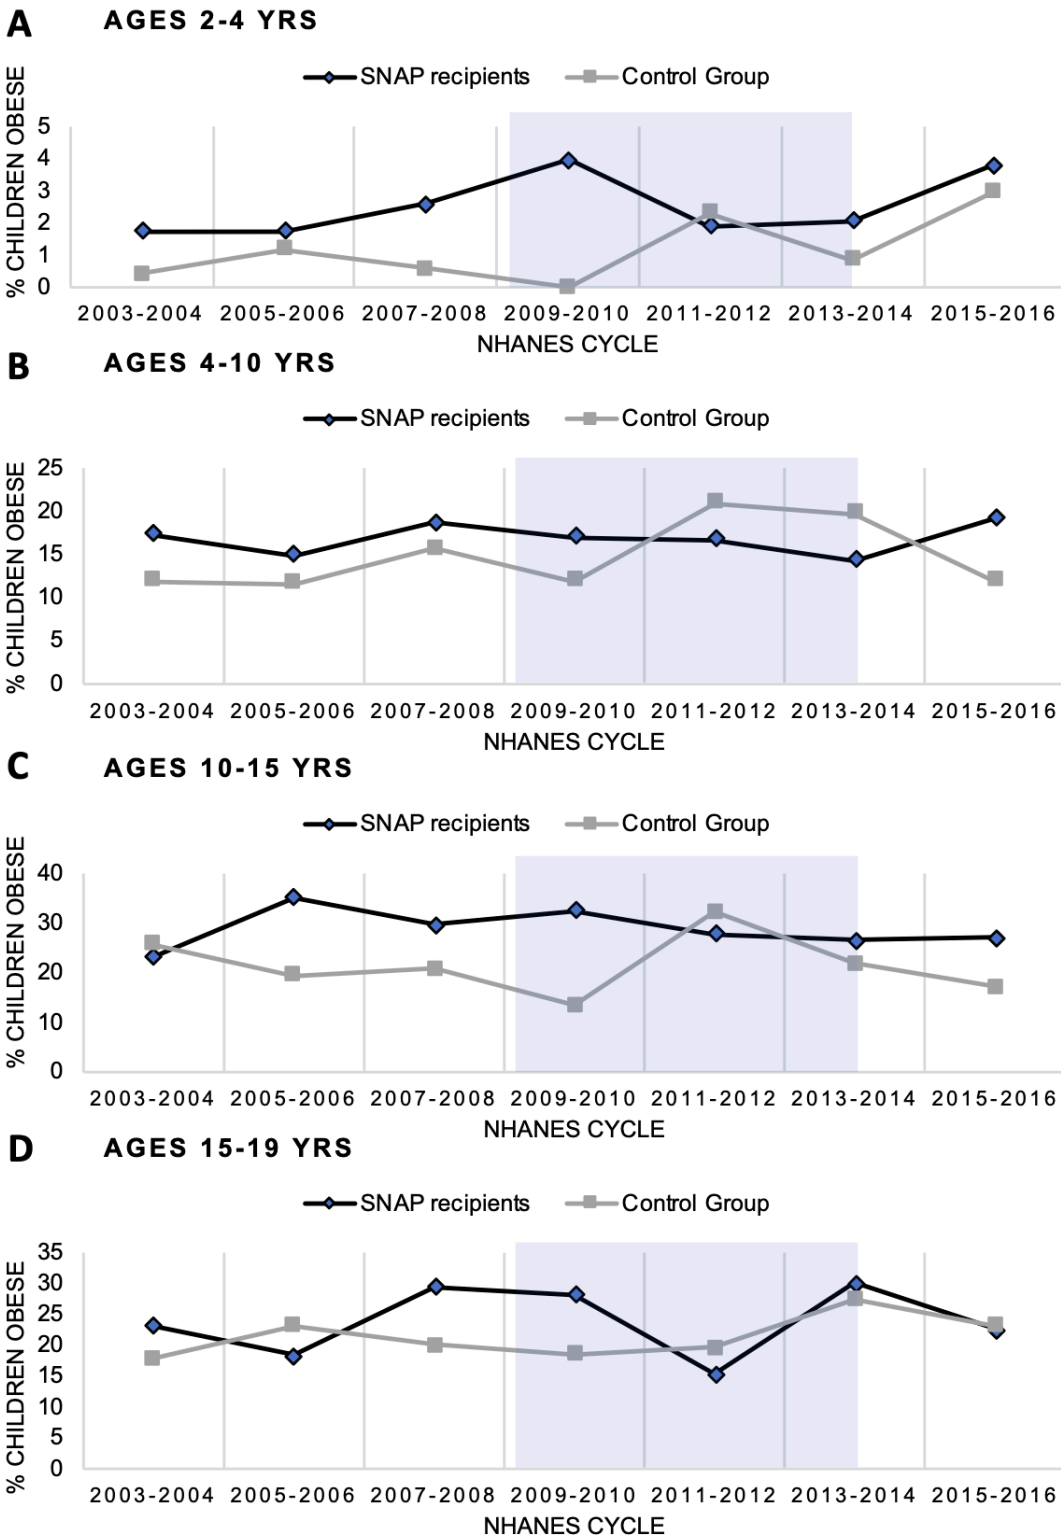 A AGES 2-4 YRS
SNAP recipients Control Group
% CHILDREN OBESE
5
4
3
2
1
0
2003-2004 2005-2006 2007-2008 2009-2010 2011-2012 2013-2014 2015-2016
NHANES CYCLE
B AGES 4-10 YRS
SNAP recipients Control Group
% CHILDREN OBESE
25
20
15
10
5
0
2003-2004 2005-2006 2007-2008 2009-2010 2011-2012 2013-2014 2015-2016
NHANES CYCLE
C AGES 10-15 YRS
SNAP recipients Control Group
% CHILDREN OBESE
40
30
20
10
0
2003-2004 2005-2006 2007-2008 2009-2010 2011-2012 2013-2014 2015-2016
NHANES CYCLE
D AGES 15-19 YRS
SNAP recipients Control Group
% CHILDREN OBESE
35
30
25
20
15
10
5
0
2003-2004 2005-2006 2007-2008 2009-2010 2011-2012 2013-2014 2015-2016
NHANES CYCLE